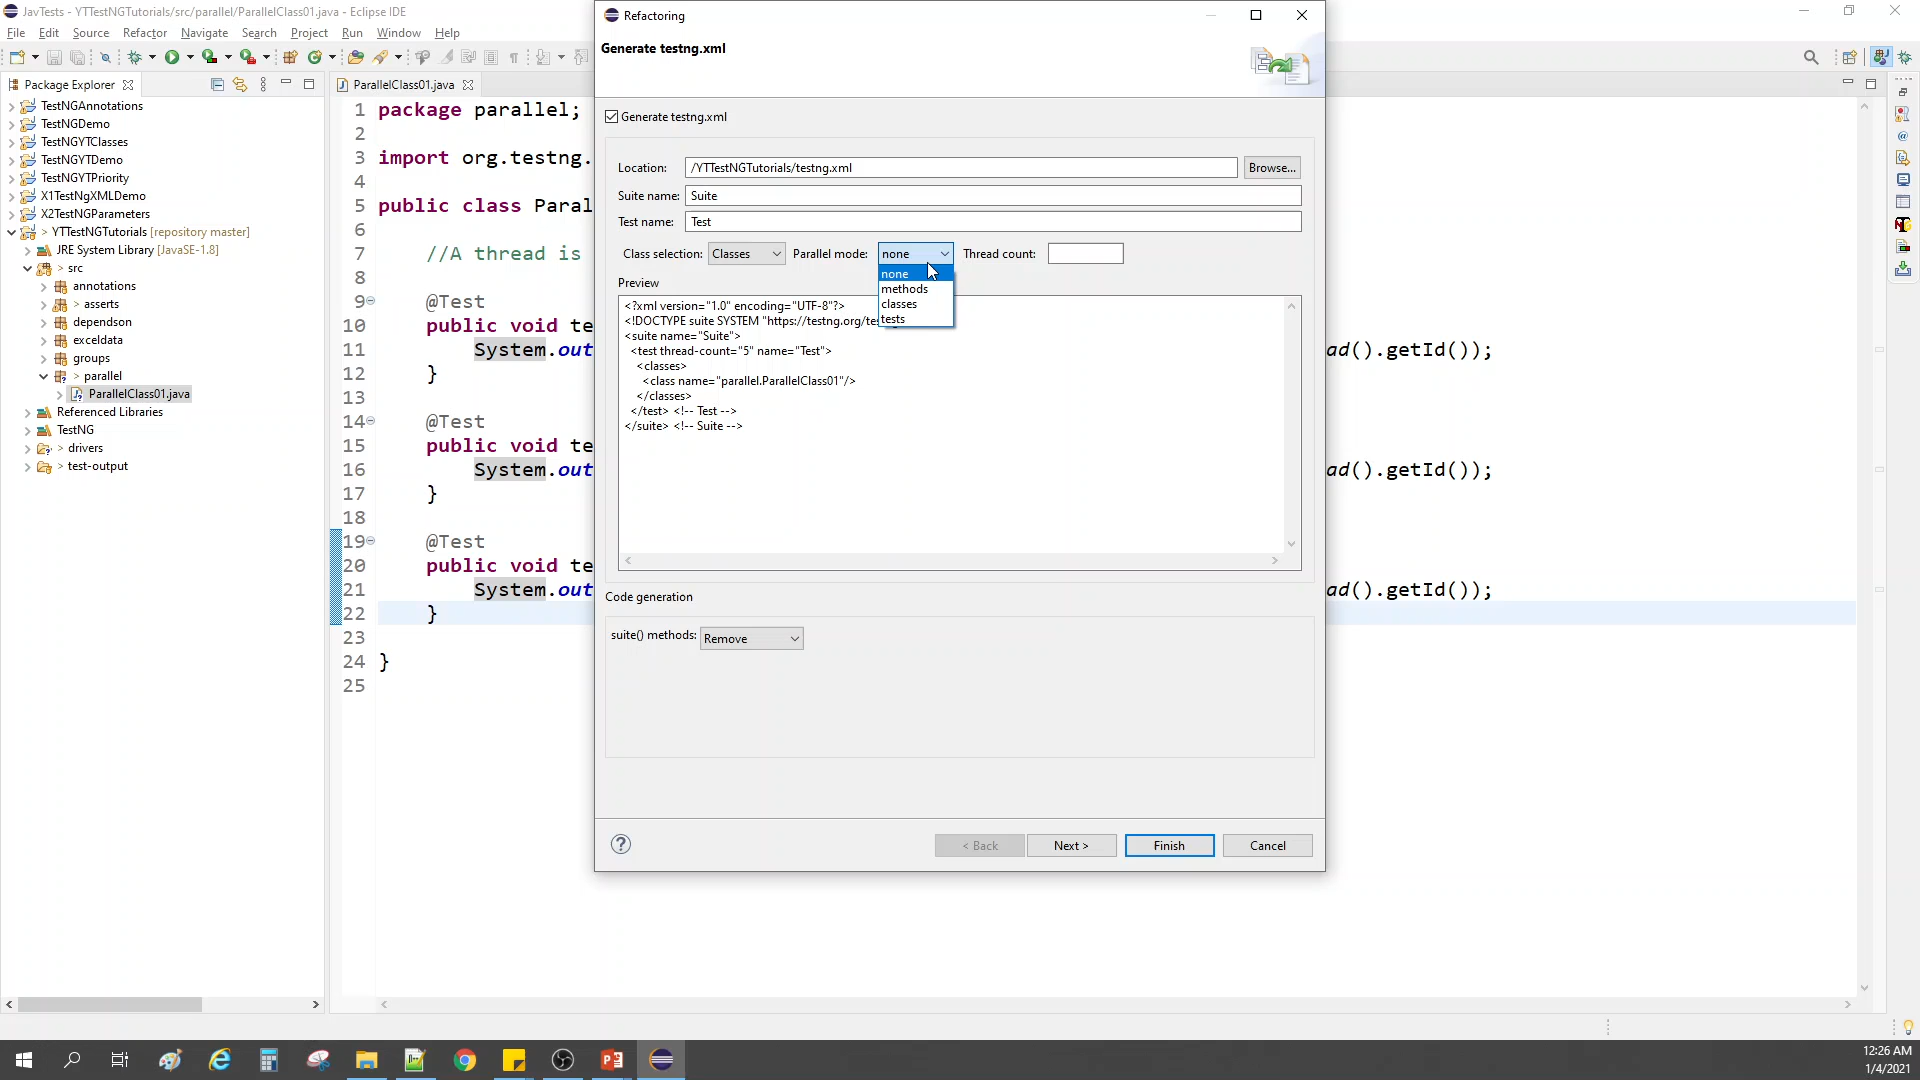 JavTests - YTTestNGTutorials/src/parallel/ParallelClass01.java - Eclipse IDE
File Edit Source Refactor Navigate Search Project Run Window Help
Package Explorer
TestNGAnnotations
TestNGDemo
TestNGYTClasses
TestNGYTDemo
TestNGYTPriority
X1TestNgXMLDemo
X2TestNGParameters
> YTTestNGTutorials [repository master]
JRE System Library [JavaSE-1.8]
> src
annotations
> asserts
dependson
exceldata
groups
> parallel
ParallelClass01.java
Referenced Libraries
TestNG
> drivers
> test-output
ParallelClass01.java
1 package parallel;
2
3 import org.testng.
4
5 public class Paral
6
7 //A thread is
8
9 @Test
10 public void te
11 System.out ad().getId());
12 }
13
14 @Test
15 public void te
16 System.out ad().getId());
17 }
18
19 @Test
20 public void te
21 System.out ad().getId());
22 }
23
24 }
25
Refactoring
Generate testng.xml
Generate testng.xml
Location: /YTTestNGTutorials/testng.xml Browse...
Suite name: Suite
Test name: Test
Class selection: Classes Parallel mode: none Thread count:
none
methods
classes
tests
Preview
<?xml version="1.0" encoding="UTF-8"?>
<!DOCTYPE suite SYSTEM "https://testng.org/
<suite name="Suite">
<test thread-count="5" name="Test">
<classes>
<class name="parallel.ParallelClass01"/>
</classes>
</test> <!-- Test -->
</suite> <!-- Suite -->
Code generation
suite() methods: Remove
< Back Next > Finish Cancel
12:26 AM
1/4/2021